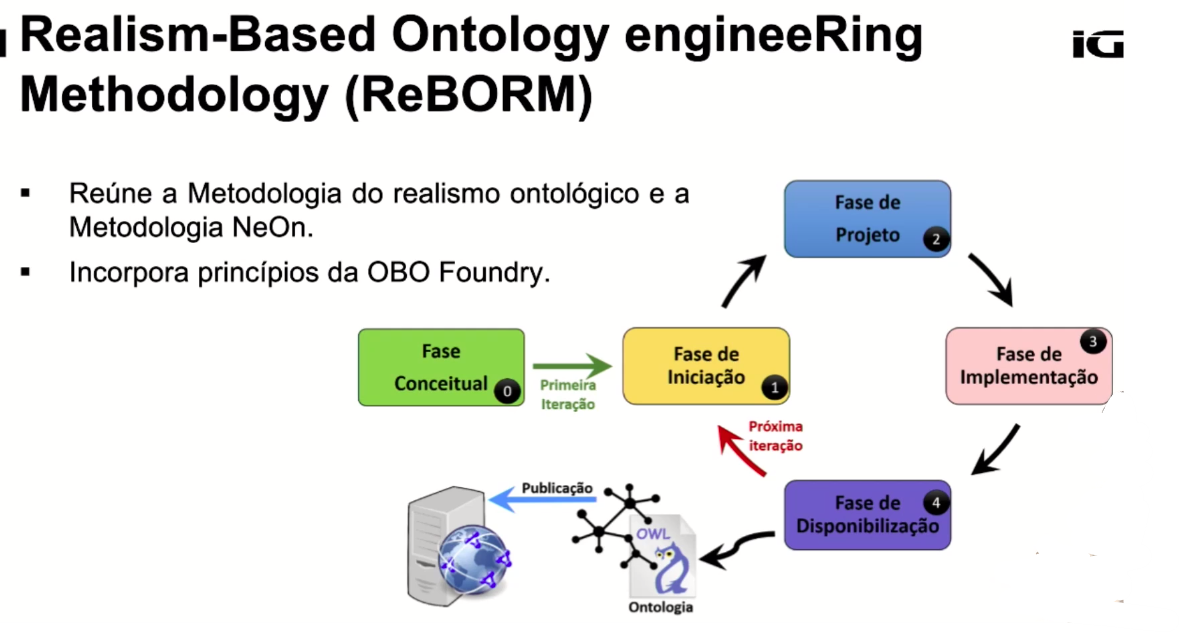 Realism-Based Ontology engineeRing
Methodology (ReBORM)
iG
▪ Reúne a Metodologia do realismo ontológico e a
Metodologia NeOn.
▪ Incorpora princípios da OBO Foundry.
Fase de
Projeto 2
Fase
Conceitual 0
Primeira
Iteração
Fase de
Iniciação 1
3
Fase de
Implementação
Próxima
iteração
Fase de 4
Disponibilização
Publicação
OWL
Ontologia